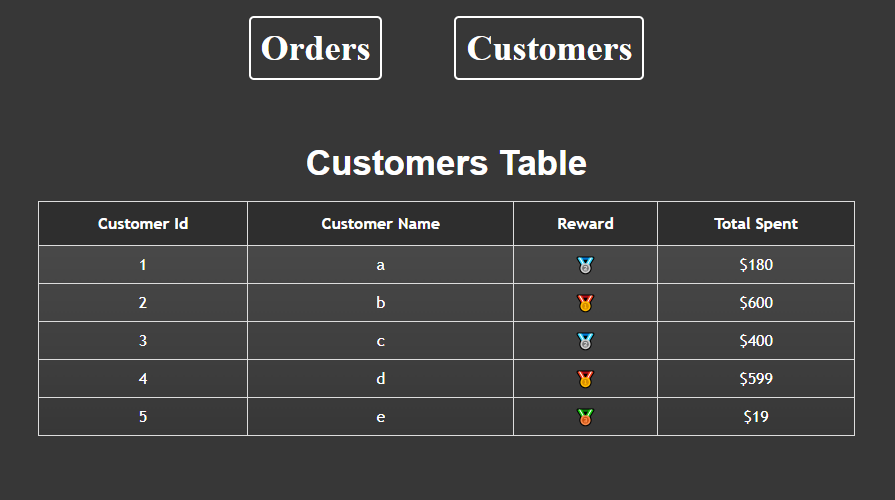 Orders Customers
Customers Table
Customer Id Customer Name Reward Total Spent
1 a 🥈 $180
2 b 🥇 $600
3 c 🥈 $400
4 d 🥇 $599
5 e 🥉 $19